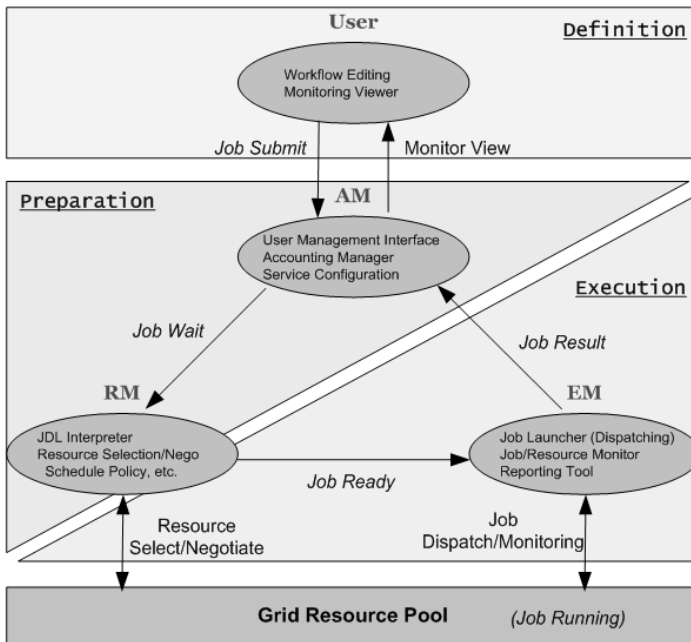 User
Definition
Workflow Editing
Monitoring Viewer
Job Submit
Monitor View
Preparation
AM
User Management Interface
Accounting Manager
Service Configuration
Execution
Job Wait
Job Result
RM
EM
JDL Interpreter
Resource Selection/Nego
Schedule Policy, etc.
Job Launcher (Dispatching)
Job/Resource Monitor
Reporting Tool
Job Ready
Resource
Select/Negotiate
Job
Dispatch/Monitoring
Grid Resource Pool
(Job Running)